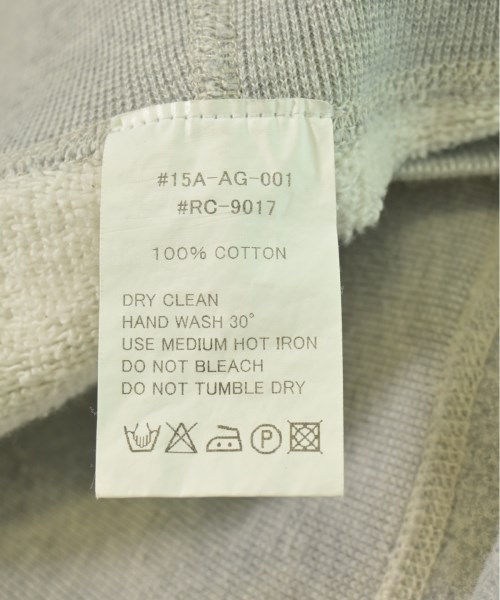 #15A-AG-001
#RC-9017
100% COTTON
DRY CLEAN
HAND WASH 30°
USE MEDIUM HOT IRON
DO NOT BLEACH
DO NOT TUMBLE DRY
P